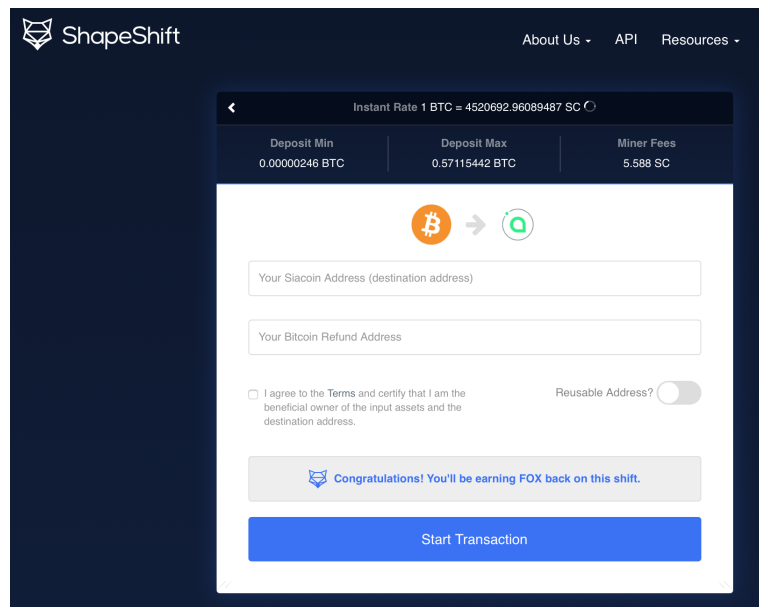 ShapeShift
About Us
API
Resources
Instant Rate 1 BTC = 4520692.96089487 SC
Deposit Min
Deposit Max
Miner Fees
0.00000246 BTC
0.57115442 BTC
5.588 SC
Your Siacoin Address (destination address)
Your Bitcoin Refund Address
I agree to the Terms and certify that I am the
beneficial owner of the input assets and the
destination address.
Reusable Address?
Congratulations! You'll be earning FOX back on this shift.
Start Transaction